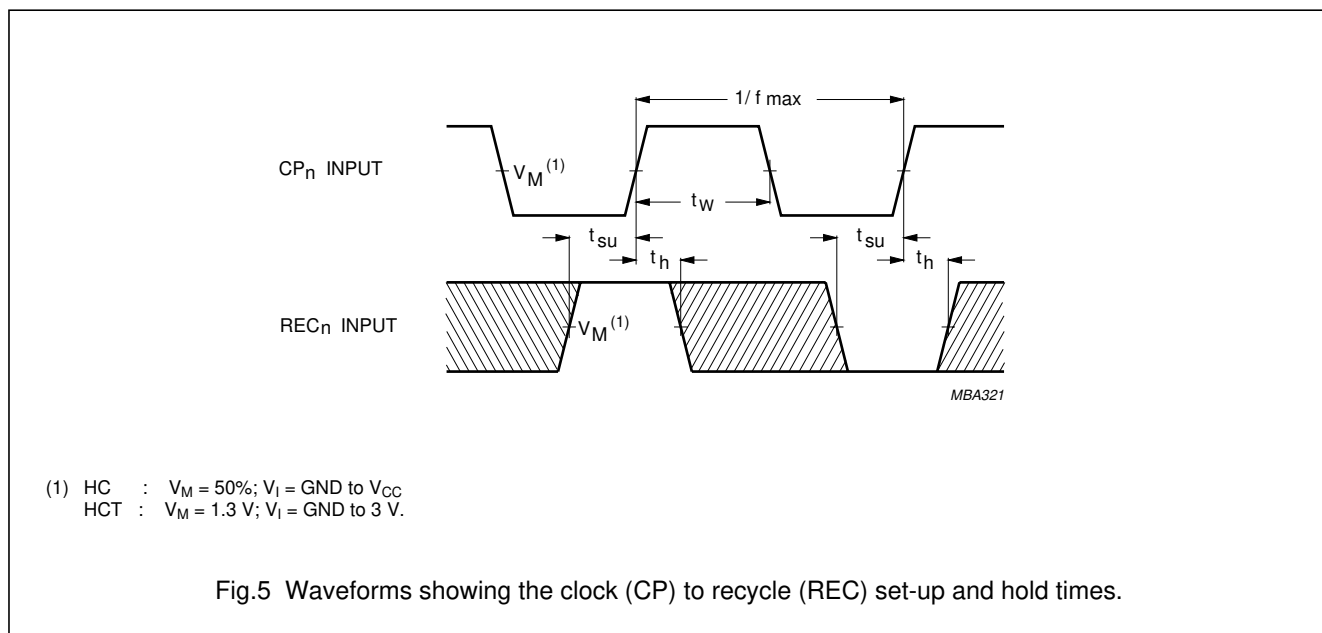 1/ f max
CPn INPUT
VM (1)
tW
tsu
tsu
th
th
RECn INPUT
VM (1)
MBA321
(1) HC : VM = 50%; VI = GND to VCC
HCT : VM = 1.3 V; VI = GND to 3 V.
Fig.5 Waveforms showing the clock (CP) to recycle (REC) set-up and hold times.